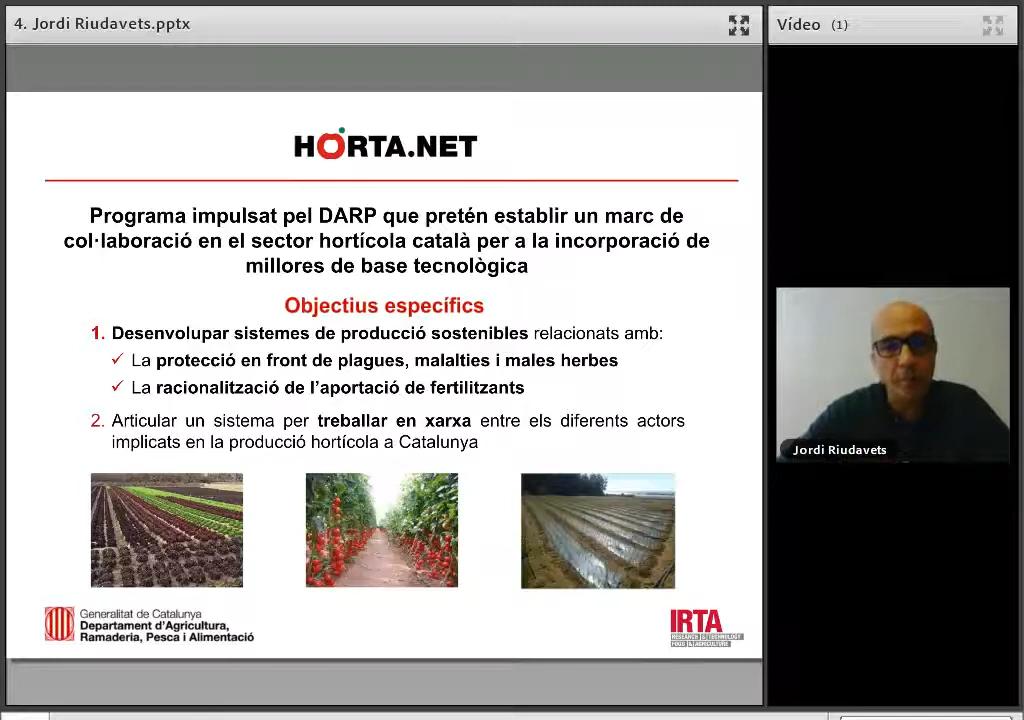 4. Jordi Riudavets.pptx
Vídeo (1)
HORTA.NET
Programa impulsat pel DARP que pretén establir un marc de
col·laboració en el sector hortícola català per a la incorporació de
millores de base tecnològica
Objectius específics
1. Desenvolupar sistemes de producció sostenibles relacionats amb:
✓ La protecció en front de plagues, malalties i males herbes
✓ La racionalització de l'aportació de fertilitzants
2. Articular un sistema per treballar en xarxa entre els diferents actors
implicats en la producció hortícola a Catalunya
Jordi Riudavets
Generalitat de Catalunya
Departament d'Agricultura,
Ramaderia, Pesca i Alimentació
IRTA
RESEARCH & TECHNOLOGY
FOOD & AGRICULTURE